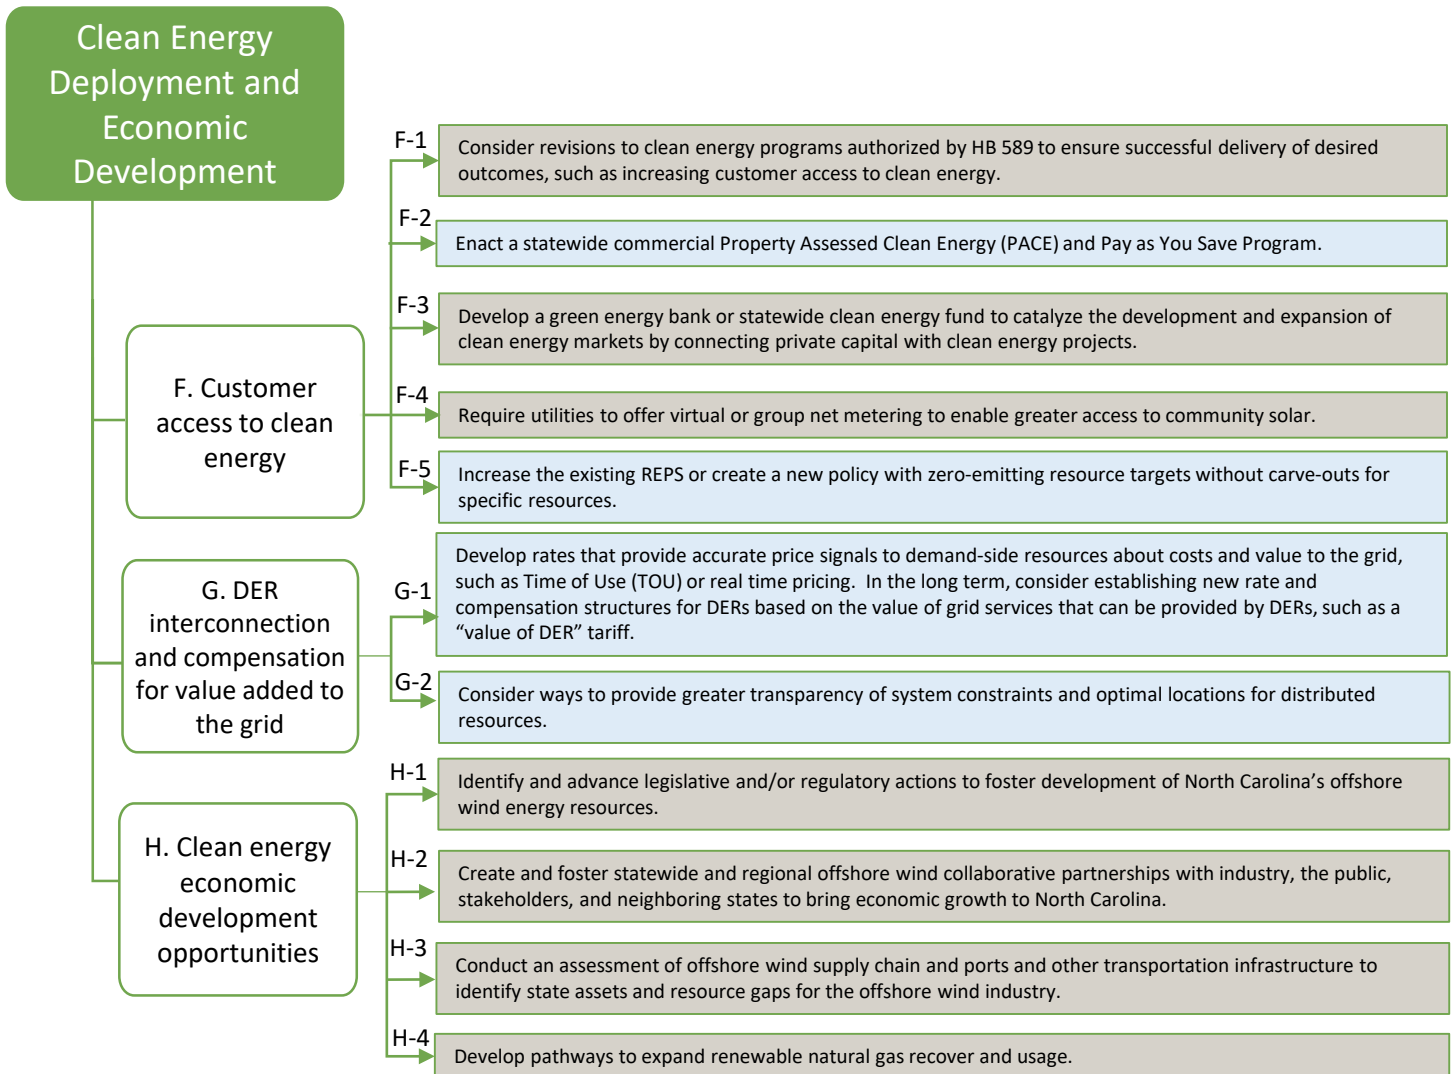 Clean Energy
Deployment and
Economic
Development
F. Customer
access to clean
energy
F-1
Consider revisions to clean energy programs authorized by HB 589 to ensure successful delivery of desired
outcomes, such as increasing customer access to clean energy.
F-2
Enact a statewide commercial Property Assessed Clean Energy (PACE) and Pay as You Save Program.
F-3
Develop a green energy bank or statewide clean energy fund to catalyze the development and expansion of
clean energy markets by connecting private capital with clean energy projects.
F-4
Require utilities to offer virtual or group net metering to enable greater access to community solar.
F-5
Increase the existing REPS or create a new policy with zero-emitting resource targets without carve-outs for
specific resources.
G. DER
interconnection
and compensation
for value added to
the grid
G-1
Develop rates that provide accurate price signals to demand-side resources about costs and value to the grid,
such as Time of Use (TOU) or real time pricing.  In the long term, consider establishing new rate and
compensation structures for DERs based on the value of grid services that can be provided by DERs, such as a
“value of DER” tariff.
G-2
Consider ways to provide greater transparency of system constraints and optimal locations for distributed
resources.
H. Clean energy
economic
development
opportunities
H-1
Identify and advance legislative and/or regulatory actions to foster development of North Carolina’s offshore
wind energy resources.
H-2
Create and foster statewide and regional offshore wind collaborative partnerships with industry, the public,
stakeholders, and neighboring states to bring economic growth to North Carolina.
H-3
Conduct an assessment of offshore wind supply chain and ports and other transportation infrastructure to
identify state assets and resource gaps for the offshore wind industry.
H-4
Develop pathways to expand renewable natural gas recover and usage.